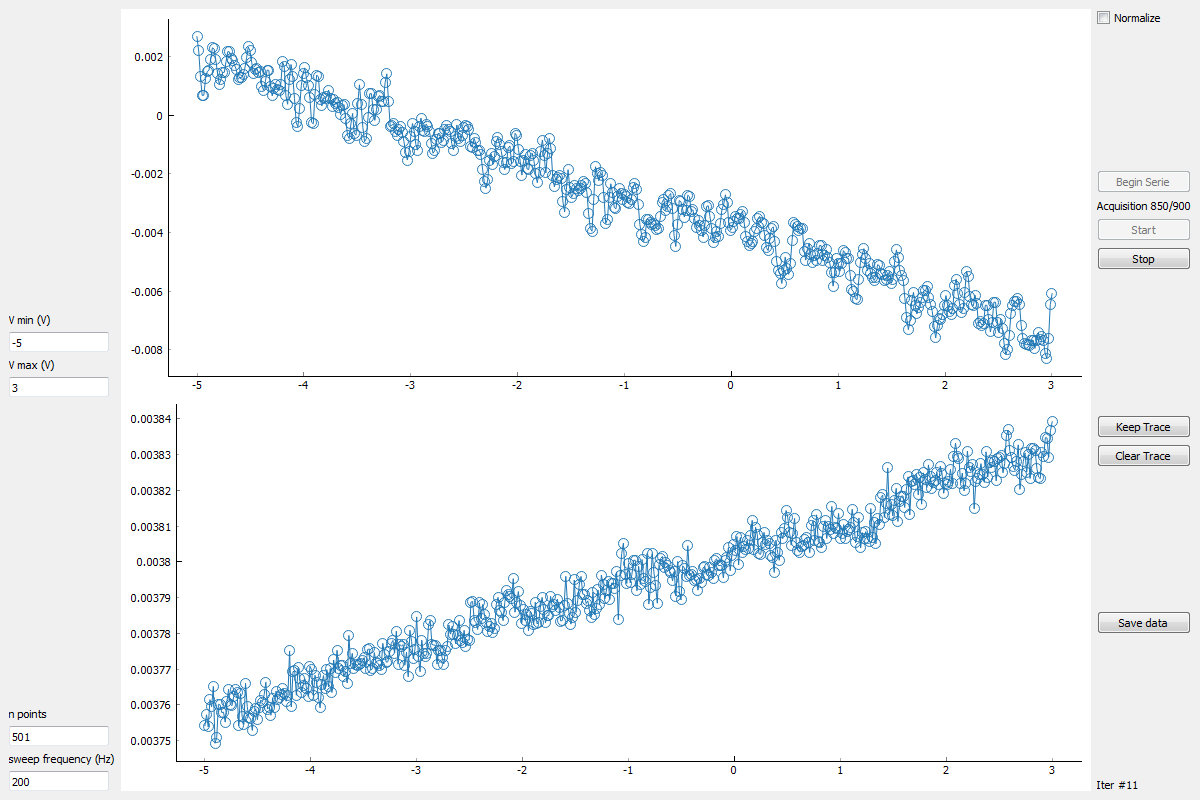 Normalize
0.002
0
-0.002
-0.004
-0.006
-0.008
-5 -4 -3 -2 -1 0 1 2 3
Begin Serie
Acquisition 850/900
Start
Stop
V min (V)
-5
V max (V)
3
0.00384
0.00383
0.00382
0.00381
0.0038
0.00379
0.00378
0.00377
0.00376
0.00375
-5 -4 -3 -2 -1 0 1 2 3
Keep Trace
Clear Trace
Save data
n points
501
sweep frequency (Hz)
200
Iter #11